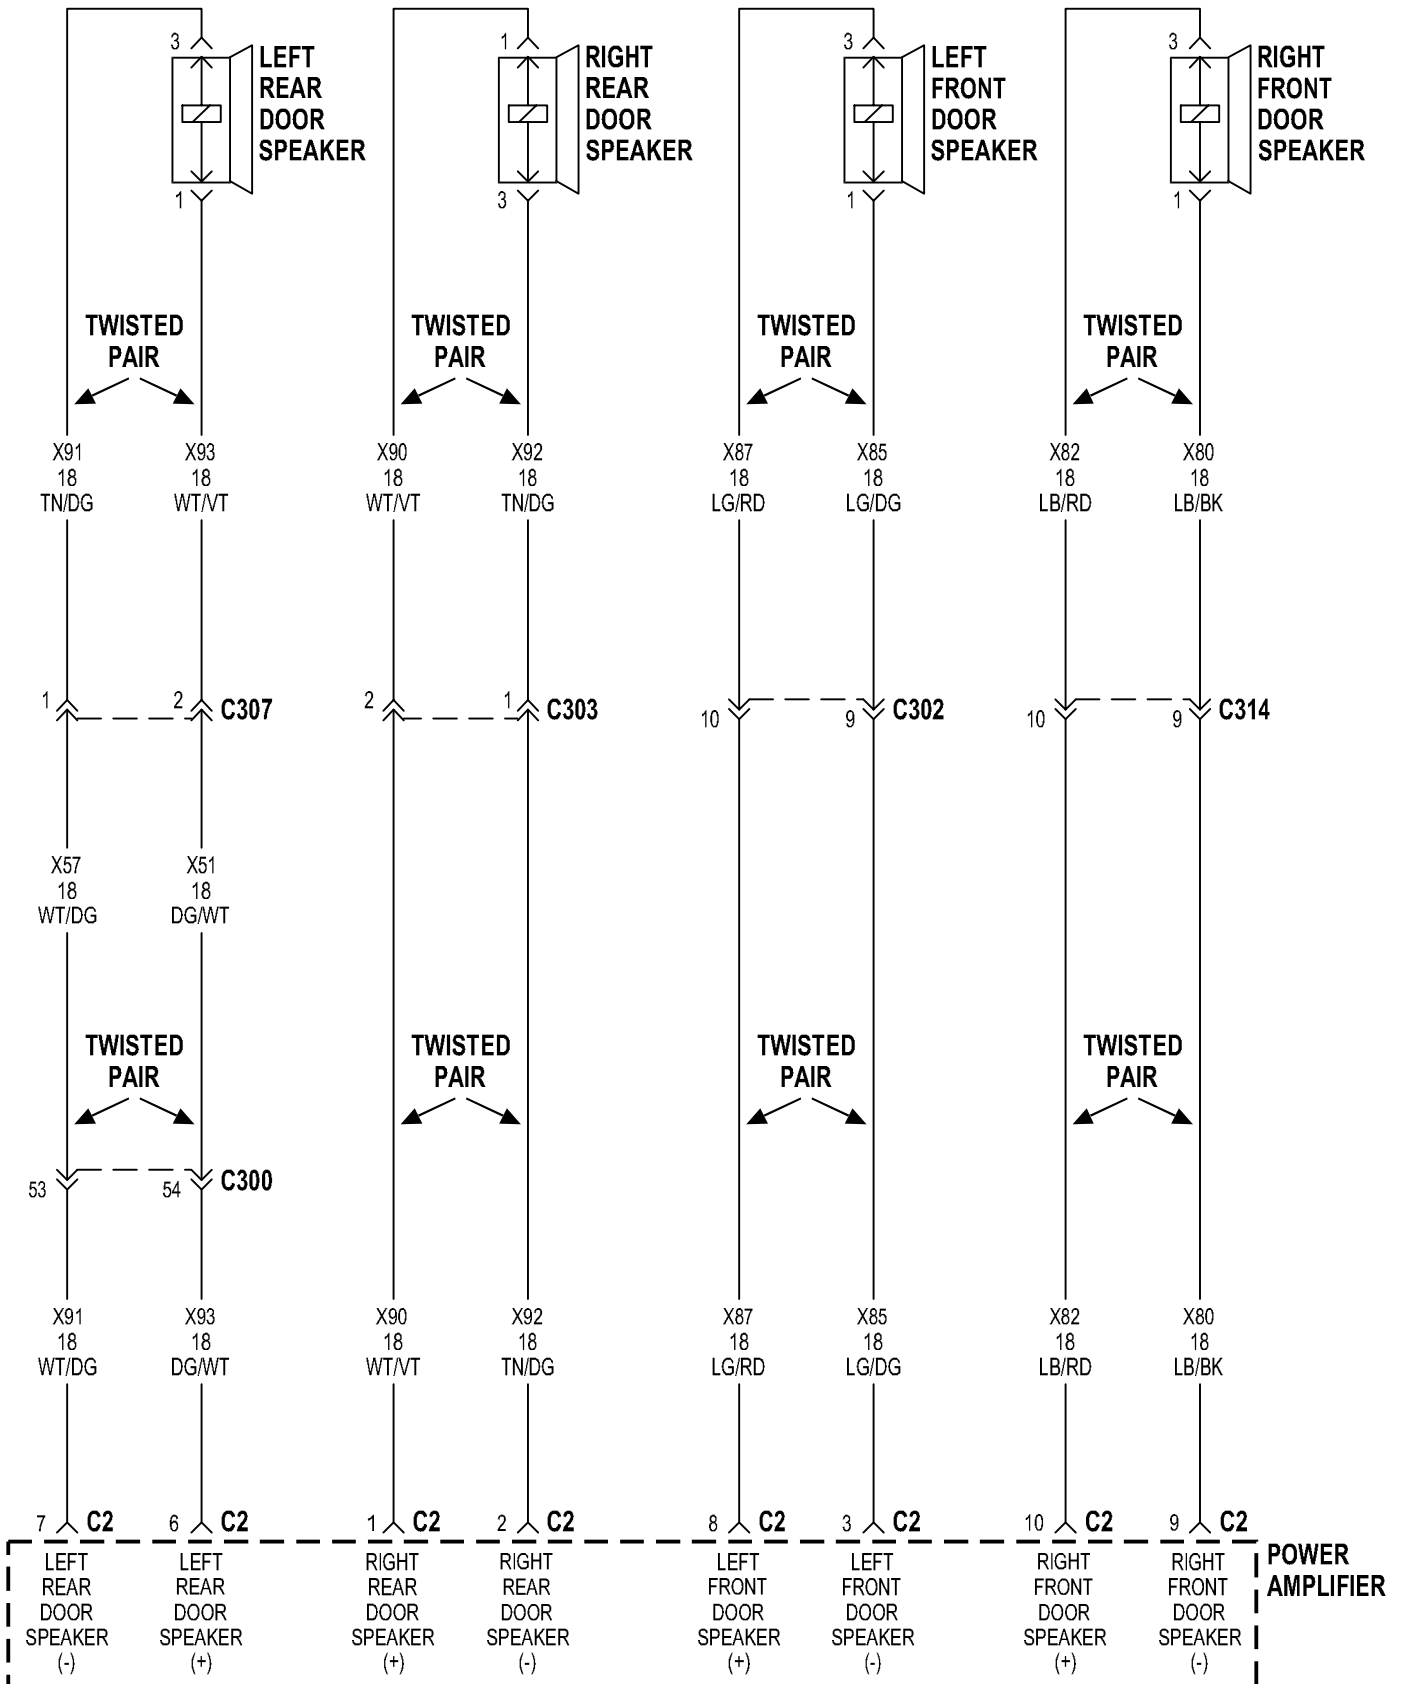 3
LEFT
REAR
DOOR
SPEAKER
1
1
RIGHT
REAR
DOOR
SPEAKER
3
3
LEFT
FRONT
DOOR
SPEAKER
1
3
RIGHT
FRONT
DOOR
SPEAKER
1
TWISTED
PAIR
TWISTED
PAIR
TWISTED
PAIR
TWISTED
PAIR
X91
18
TN/DG
X93
18
WT/VT
X90
18
WT/VT
X92
18
TN/DG
X87
18
LG/RD
X85
18
LG/DG
X82
18
LB/RD
X80
18
LB/BK
1
2
C307
2
1
C303
10
9
C302
10
9
C314
X57
18
WT/DG
X51
18
DG/WT
TWISTED
PAIR
TWISTED
PAIR
TWISTED
PAIR
TWISTED
PAIR
53
54
C300
X91
18
WT/DG
X93
18
DG/WT
X90
18
WT/VT
X92
18
TN/DG
X87
18
LG/RD
X85
18
LG/DG
X82
18
LB/RD
X80
18
LB/BK
7 C2
6 C2
1 C2
2 C2
8 C2
3 C2
10 C2
9 C2
LEFT
REAR
DOOR
SPEAKER
(-)
LEFT
REAR
DOOR
SPEAKER
(+)
RIGHT
REAR
DOOR
SPEAKER
(+)
RIGHT
REAR
DOOR
SPEAKER
(-)
LEFT
FRONT
DOOR
SPEAKER
(+)
LEFT
FRONT
DOOR
SPEAKER
(-)
RIGHT
FRONT
DOOR
SPEAKER
(+)
RIGHT
FRONT
DOOR
SPEAKER
(-)
POWER
AMPLIFIER